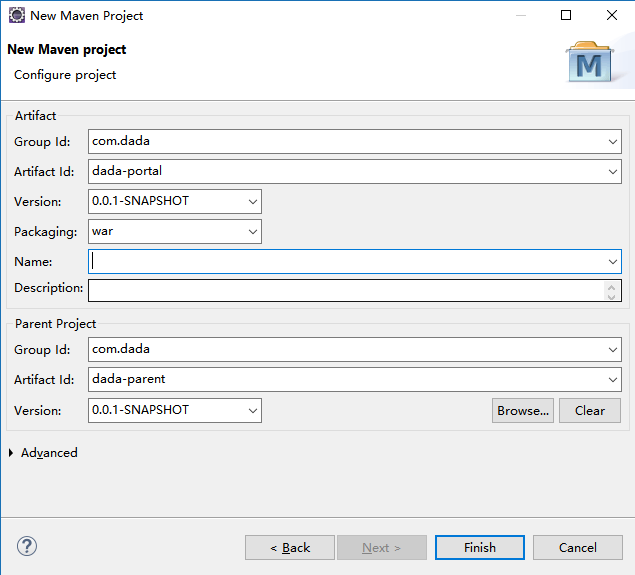 New Maven Project
New Maven project
Configure project
M
Artifact
Group Id: com.dada
Artifact Id: dada-portal
Version: 0.0.1-SNAPSHOT
Packaging: war
Name:
Description:
Parent Project
Group Id: com.dada
Artifact Id: dada-parent
Version: 0.0.1-SNAPSHOT Browse... Clear
Advanced
? < Back Next > Finish Cancel